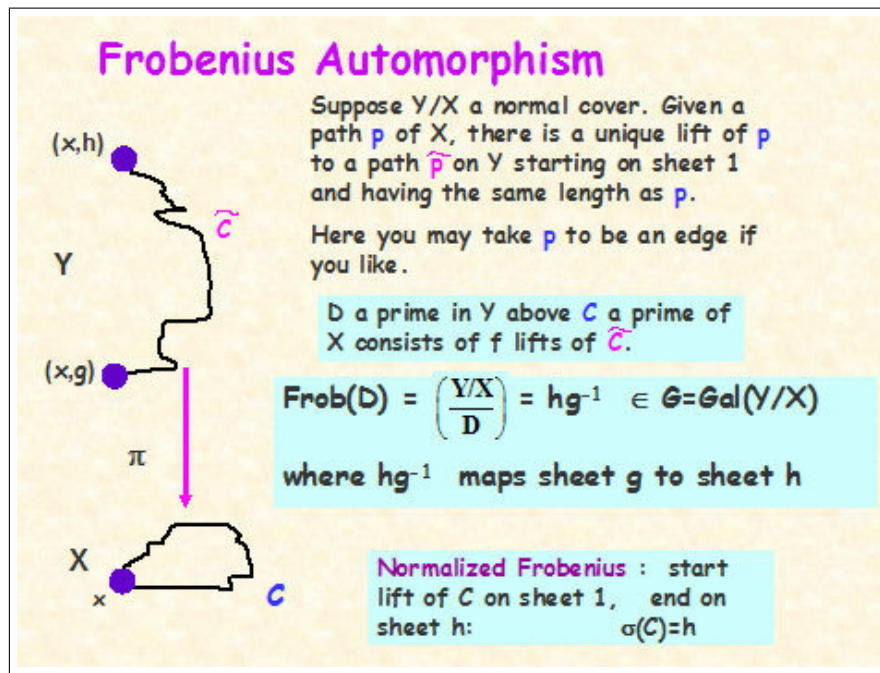 Frobenius Automorphism
Suppose Y/X a normal cover. Given a
path p of X, there is a unique lift of p
to a path p̃ on Y starting on sheet 1
and having the same length as p.
Here you may take p to be an edge if
you like.
(x,h)
C̃
Y
(x,g)
π
X
x
C
D a prime in Y above C a prime of
X consists of f lifts of C̃.
Frob(D) = (Y/X / D) = hg⁻¹ ∈ G=Gal(Y/X)
where hg⁻¹ maps sheet g to sheet h
Normalized Frobenius : start
lift of C on sheet 1, end on
sheet h: σ(C)=h